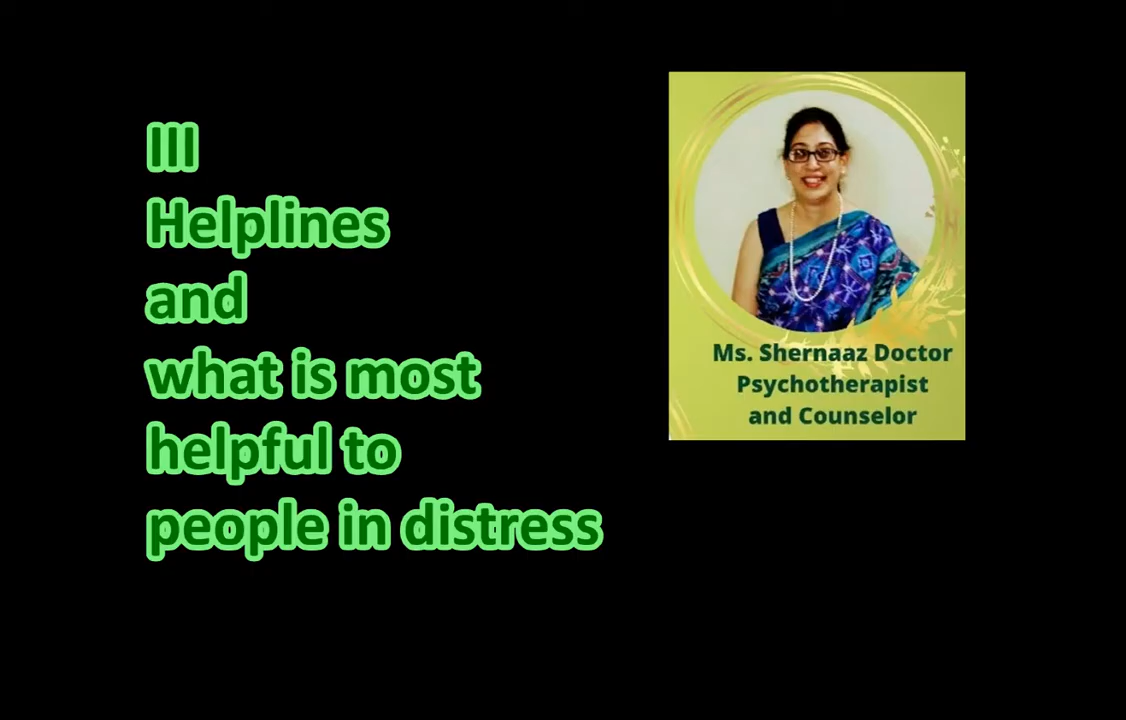 III
Helplines
and
what is most
helpful to
people in distress
Ms. Shernaaz Doctor
Psychotherapist
and Counselor